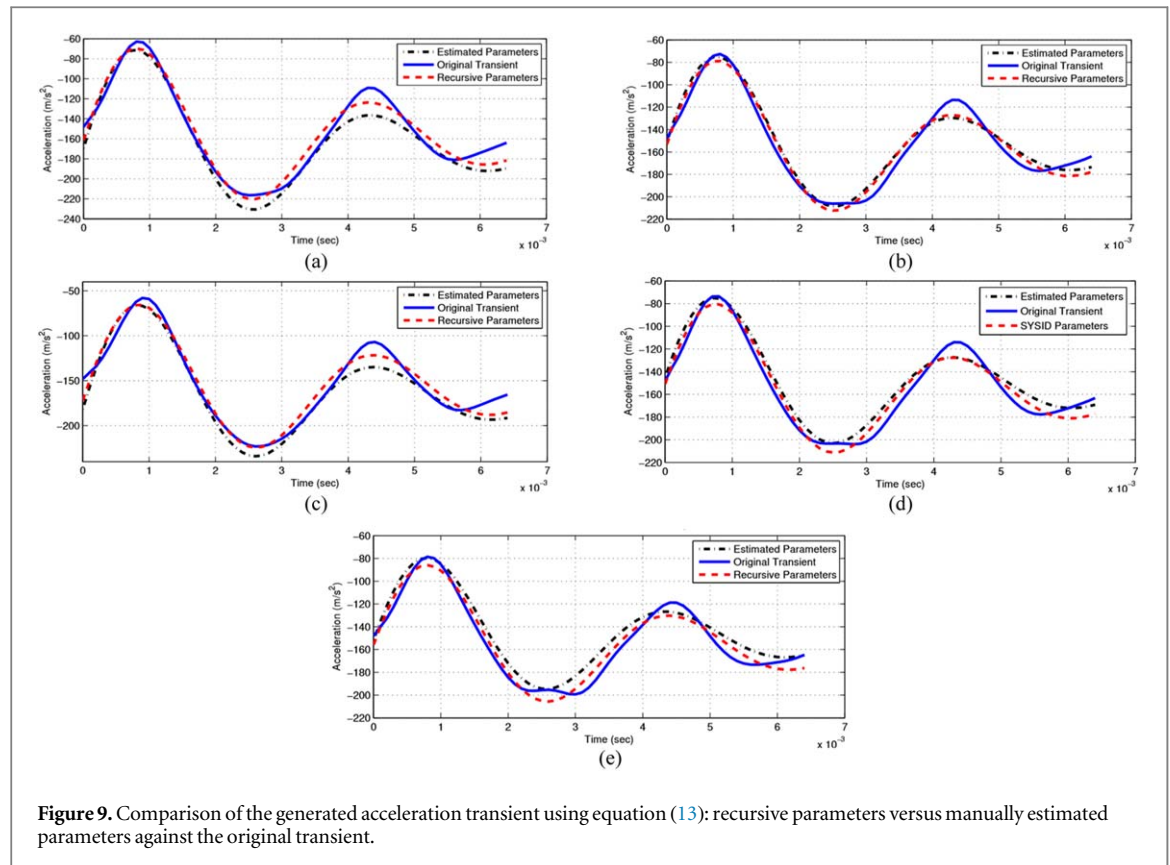 −60
−80
−100
−120
−140
−160
−180
−200
−220
−240
Acceleration (m/s²)
Estimated Parameters
Original Transient
Recursive Parameters
0 1 2 3 4 5 6 7
Time (sec)
x 10⁻³
(a)
−60
−80
−100
−120
−140
−160
−180
−200
−220
Acceleration (m/s²)
Estimated Parameters
Original Transient
Recursive Parameters
0 1 2 3 4 5 6 7
Time (sec)
x 10⁻³
(b)
−50
−100
−150
−200
Acceleration (m/s²)
Estimated Parameters
Original Transient
Recursive Parameters
0 1 2 3 4 5 6 7
Time (sec)
x 10⁻³
(c)
−60
−80
−100
−120
−140
−160
−180
−200
−220
Acceleration (m/s²)
Estimated Parameters
Original Transient
SYSID Parameters
0 1 2 3 4 5 6 7
Time (sec)
x 10⁻³
(d)
−60
−80
−100
−120
−140
−160
−180
−200
−220
Acceleration (m/s²)
Estimated Parameters
Original Transient
Recursive Parameters
0 1 2 3 4 5 6 7
Time (sec)
x 10⁻³
(e)
Figure 9. Comparison of the generated acceleration transient using equation (13): recursive parameters versus manually estimated
parameters against the original transient.